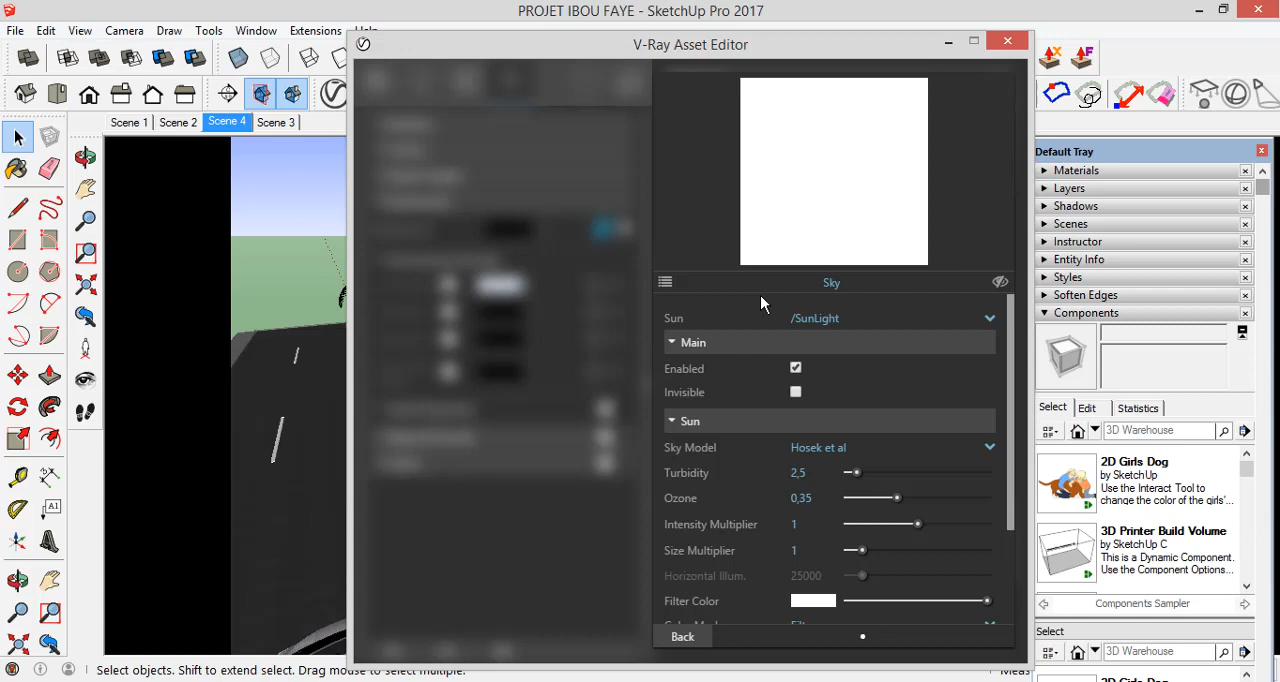 PROJET IBOU FAYE - SketchUp Pro 2017
File Edit View Camera Draw Tools Window Extensions Help
V-Ray Asset Editor
Scene 1 Scene 2 Scene 4 Scene 3
Sky
Sun /SunLight
Main
Enabled
Invisible
Sun
Sky Model Hosek et al
Turbidity 2,5
Ozone 0,35
Intensity Multiplier 1
Size Multiplier 1
Horizontal Illum. 25000
Filter Color
Back
Default Tray
Materials
Layers
Shadows
Scenes
Instructor
Entity Info
Styles
Soften Edges
Components
Select Edit Statistics
3D Warehouse
2D Girls Dog
by SketchUp
Use the Interact Tool to
change the color of the girls'...
3D Printer Build Volume
by SketchUp C
This is a Dynamic Component.
Use the Component Options...
Components Sampler
Select
3D Warehouse
2D Girls Dog
Select objects. Shift to extend select. Drag mouse to select multiple.
Meas